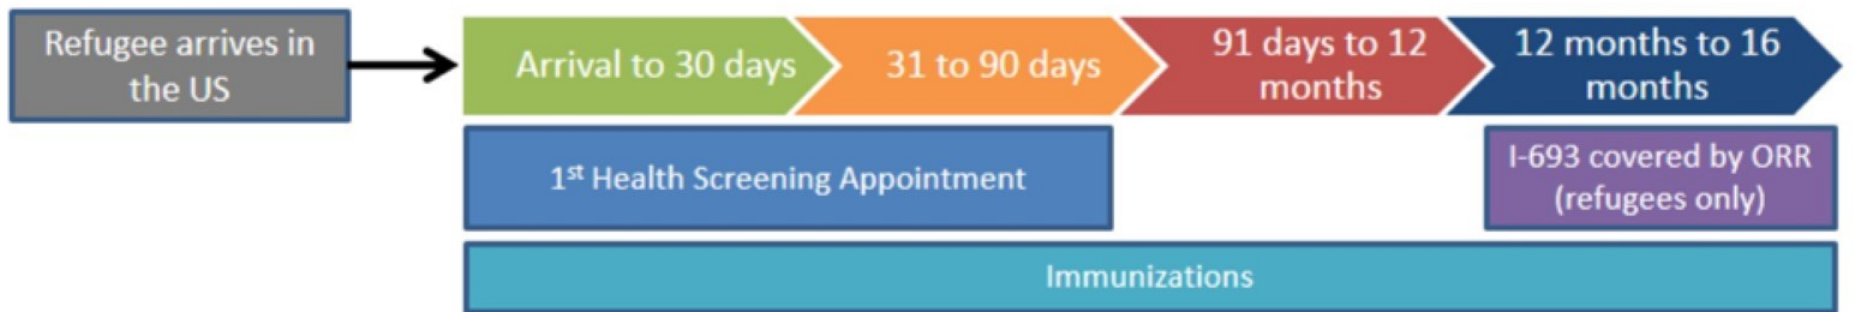 Refugee arrives in
the US
Arrival to 30 days
31 to 90 days
91 days to 12
months
12 months to 16
months
1st Health Screening Appointment
I-693 covered by ORR
(refugees only)
Immunizations